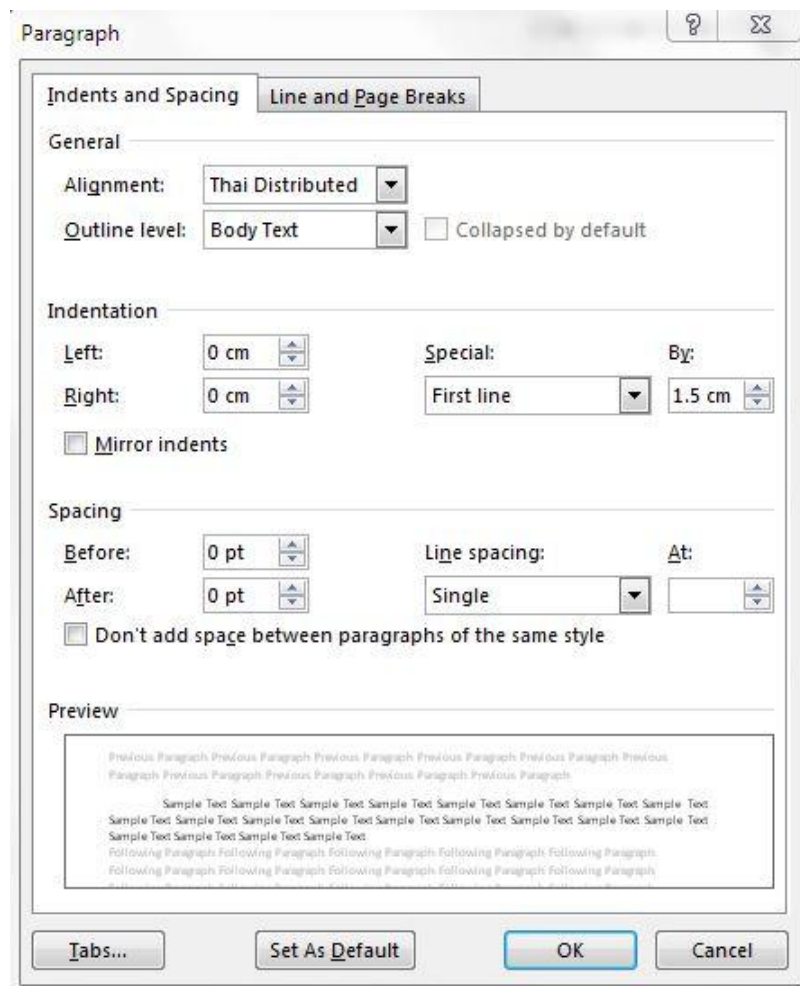 Paragraph
Indents and Spacing Line and Page Breaks
General
Alignment: Thai Distributed
Outline level: Body Text Collapsed by default
Indentation
Left: 0 cm Special: By:
Right: 0 cm First line 1.5 cm
Mirror indents
Spacing
Before: 0 pt Line spacing: At:
After: 0 pt Single
Don't add space between paragraphs of the same style
Preview
Previous Paragraph Previous Paragraph Previous Paragraph Previous Paragraph Previous Paragraph Previous
Paragraph Previous Paragraph Previous Paragraph Previous Paragraph Previous Paragraph
Sample Text Sample Text Sample Text Sample Text Sample Text Sample Text Sample Text Sample Text
Sample Text Sample Text Sample Text Sample Text Sample Text Sample Text Sample Text Sample Text Sample Text
Sample Text Sample Text Sample Text Sample Text
Following Paragraph Following Paragraph Following Paragraph Following Paragraph Following Paragraph
Following Paragraph Following Paragraph Following Paragraph Following Paragraph Following Paragraph
Tabs... Set As Default OK Cancel